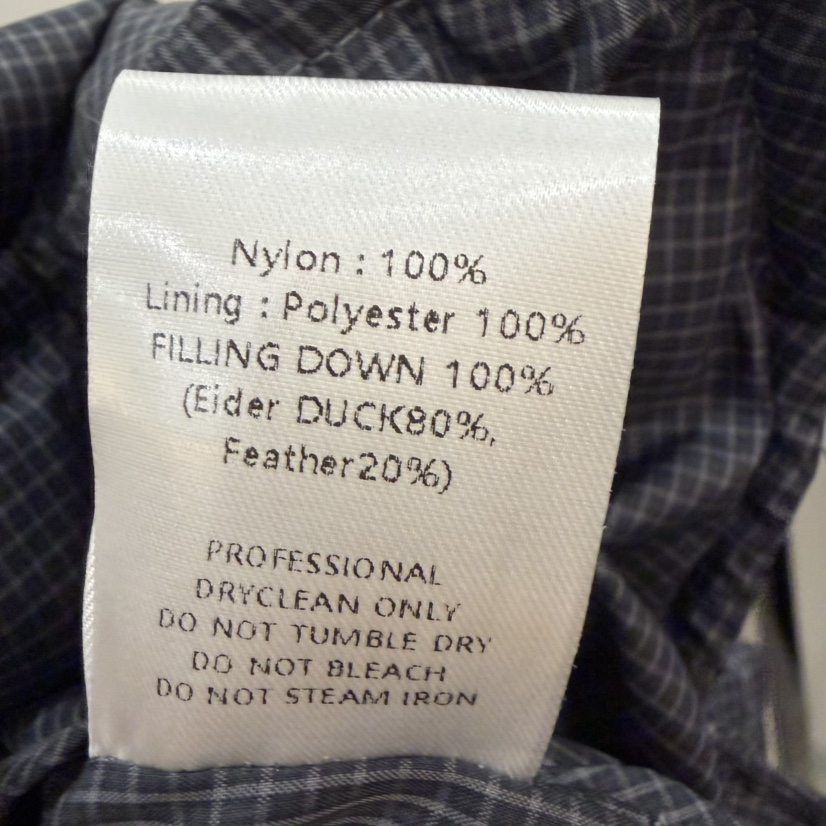 Nylon : 100%
Lining : Polyester 100%
FILLING DOWN 100%
(Eider DUCK80%,
Feather20%)
PROFESSIONAL
DRYCLEAN ONLY
DO NOT TUMBLE DRY
DO NOT BLEACH
DO NOT STEAM IRON